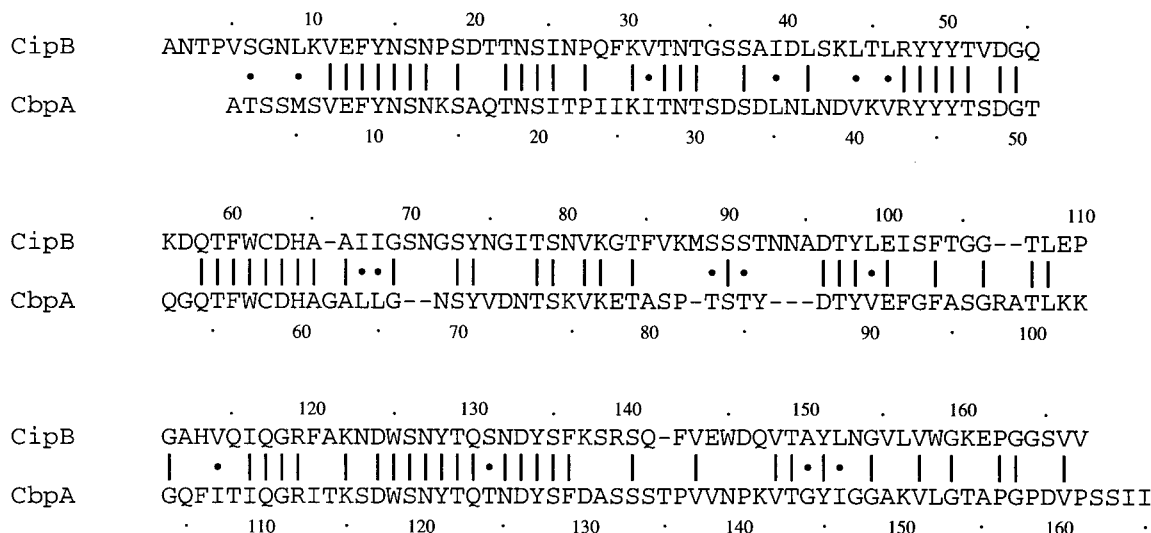 . 10 . 20 . 30 . 40 . 50 .
CipB ANTPVSGNLKVEFYNSNPSDTTNSINPQFKVTNTGSSAIDLSKLTLRYYYTVDGQ
CbpA ATSSMSVEFYNSNKSAQTNSITPIIKITNTSDSDLNLNDVKVRYYYTSDGT
. 10 . 20 . 30 . 40 . 50
60 . 70 . 80 . 90 . 100 . 110
CipB KDQTFWCDHA-AIIGSNGSYNGITSNVKGTFVKMSSSTNNADTYLEISFTGG--TLEP
CbpA QGQTFWCDHAGALLG--NSYVDNTSKVKETASP-TSTY---DTYVEFGFASGRATLKK
. 60 . 70 . 80 . 90 . 100
. 120 . 130 . 140 . 150 . 160 .
CipB GAHVQIQGRFAKNDWSNYTQSNDYSFKSRSQ-FVEWDQVTAYLNGVLVWGKEPGGSVV
CbpA GQFITIQGRITKSDWSNYTQTNDYSFDASSSTPVVNPKVTGYIGGAKVLGTAPGPDVPSSII
. 110 . 120 . 130 . 140 . 150 . 160 .